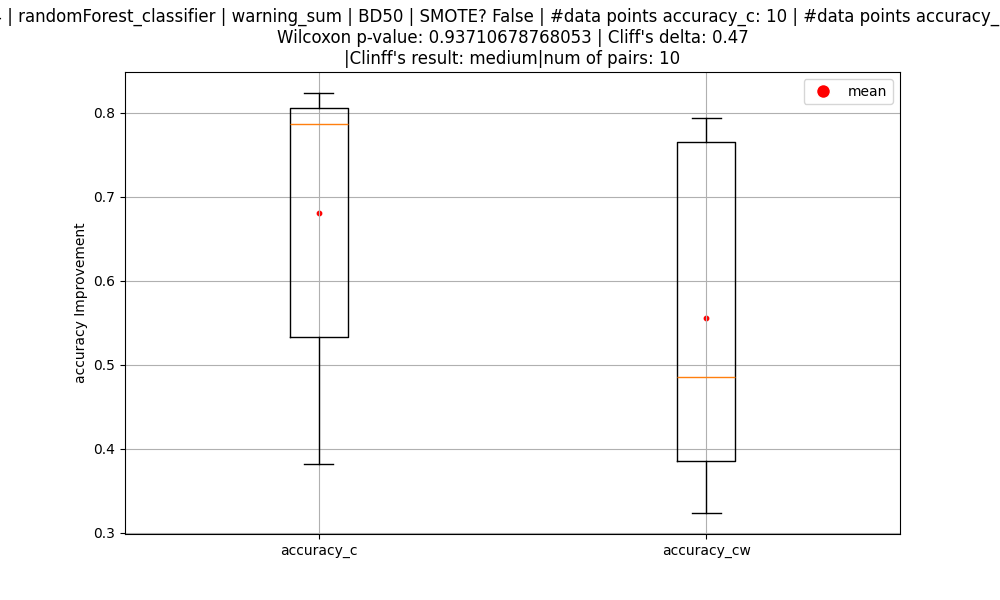 | randomForest_classifier | warning_sum | BD50 | SMOTE? False | #data points accuracy_c: 10 | #data points accuracy_
Wilcoxon p-value: 0.93710678768053 | Cliff's delta: 0.47
|Clinff's result: medium|num of pairs: 10
mean
0.8
0.7
0.6
0.5
0.4
0.3
accuracy Improvement
accuracy_c
accuracy_cw